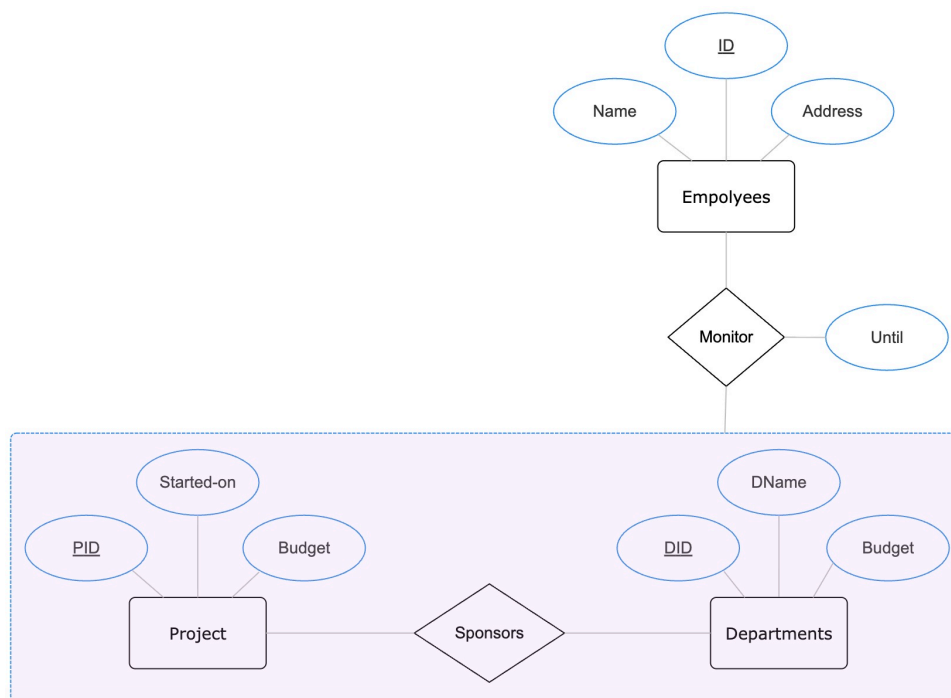 ID
Name
Address
Empolyees
Monitor
Until
Started-on
DName
PID
Budget
DID
Budget
Project
Sponsors
Departments